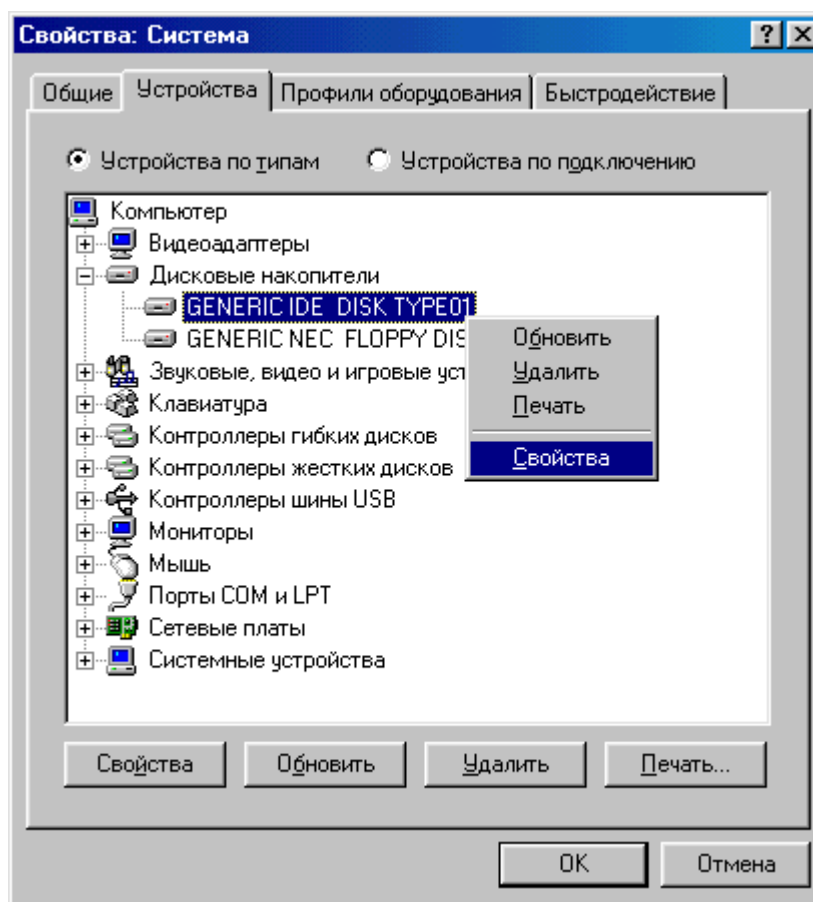 Свойства: Система
Общие Устройства Профили оборудования Быстродействие
Устройства по типам Устройства по подключению
Компьютер
Видеоадаптеры
Дисковые накопители
GENERIC IDE DISK TYPE01
GENERIC NEC FLOPPY DIS
Обновить
Звуковые, видео и игровые уст
Удалить
Клавиатура
Печать
Контроллеры гибких дисков
Контроллеры жестких дисков
Свойства
Контроллеры шины USB
Мониторы
Мышь
Порты COM и LPT
Сетевые платы
Системные устройства
Свойства Обновить Удалить Печать...
OK Отмена